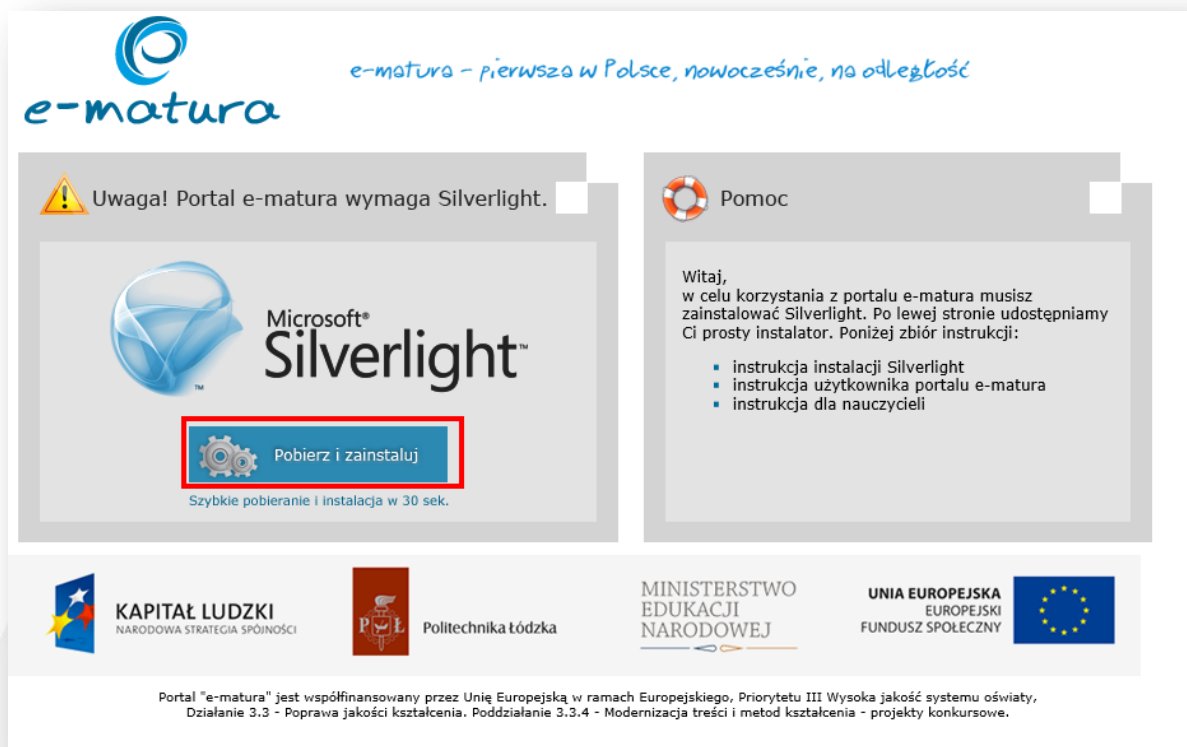 e-matura
e-matura - pierwsza w Polsce, nowocześnie, na odległość
Uwaga! Portal e-matura wymaga Silverlight.
Microsoft®
Silverlight™
TM
Pobierz i zainstaluj
Szybkie pobieranie i instalacja w 30 sek.
Pomoc
Witaj,
w celu korzystania z portalu e-matura musisz
zainstalować Silverlight. Po lewej stronie udostępniamy
Ci prosty instalator. Poniżej zbiór instrukcji:
instrukcja instalacji Silverlight
instrukcja użytkownika portalu e-matura
instrukcja dla nauczycieli
KAPITAŁ LUDZKI
NARODOWA STRATEGIA SPÓJNOŚCI
P Ł
Politechnika Łódzka
MINISTERSTWO
EDUKACJI
NARODOWEJ
UNIA EUROPEJSKA
EUROPEJSKI
FUNDUSZ SPOŁECZNY
Portal "e-matura" jest współfinansowany przez Unię Europejską w ramach Europejskiego, Priorytetu III Wysoka jakość systemu oświaty,
Działanie 3.3 - Poprawa jakości kształcenia. Poddziałanie 3.3.4 - Modernizacja treści i metod kształcenia - projekty konkursowe.